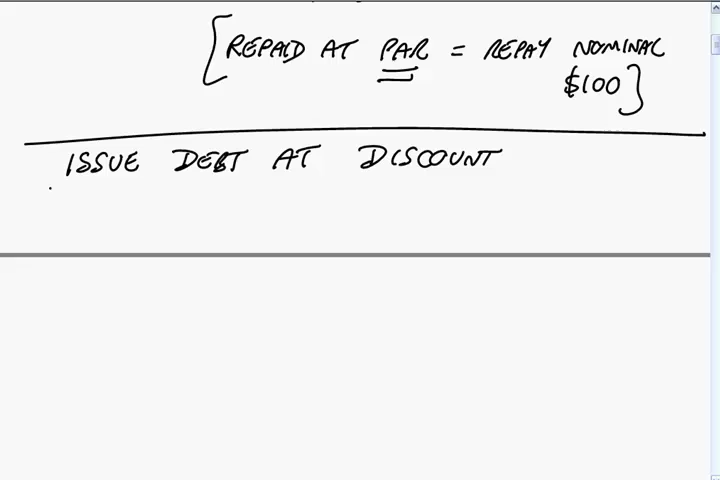 [REPAID AT PAR = REPAY NOMINAL
$100]
ISSUE DEBT AT DISCOUNT